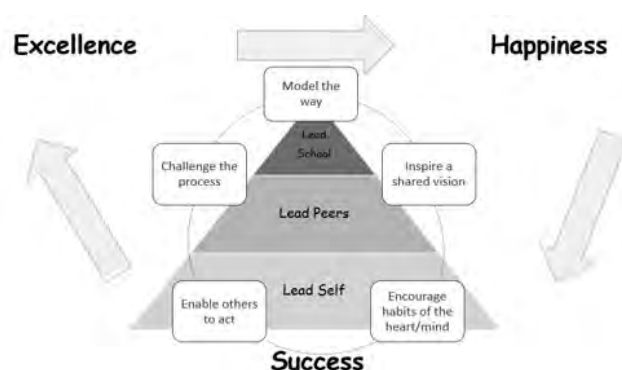 Excellence
Happiness
Model the
way
Lead
School
Challenge the
process
Inspire a
shared vision
Lead Peers
Lead Self
Enable others
to act
Encourage
habits of the
heart/mind
Success